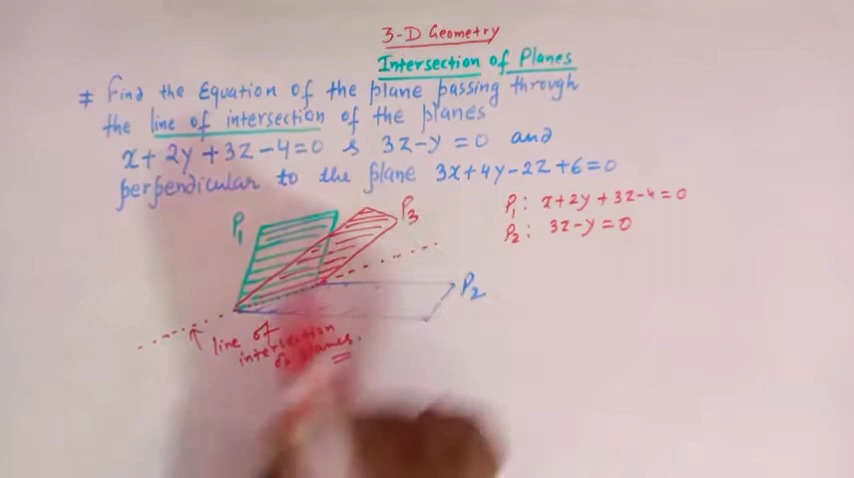 3-D Geometry
Intersection of Planes
# Find the Equation of the plane passing through
the line of intersection of the planes
x+2y+3z-4=0 & 3z-y=0 and
perpendicular to the plane 3x+4y-2z+6=0
P₁: x+2y+3z-4=0
P₂: 3z-y=0
P₁
P₃
P₂
line of
intersection
of planes.